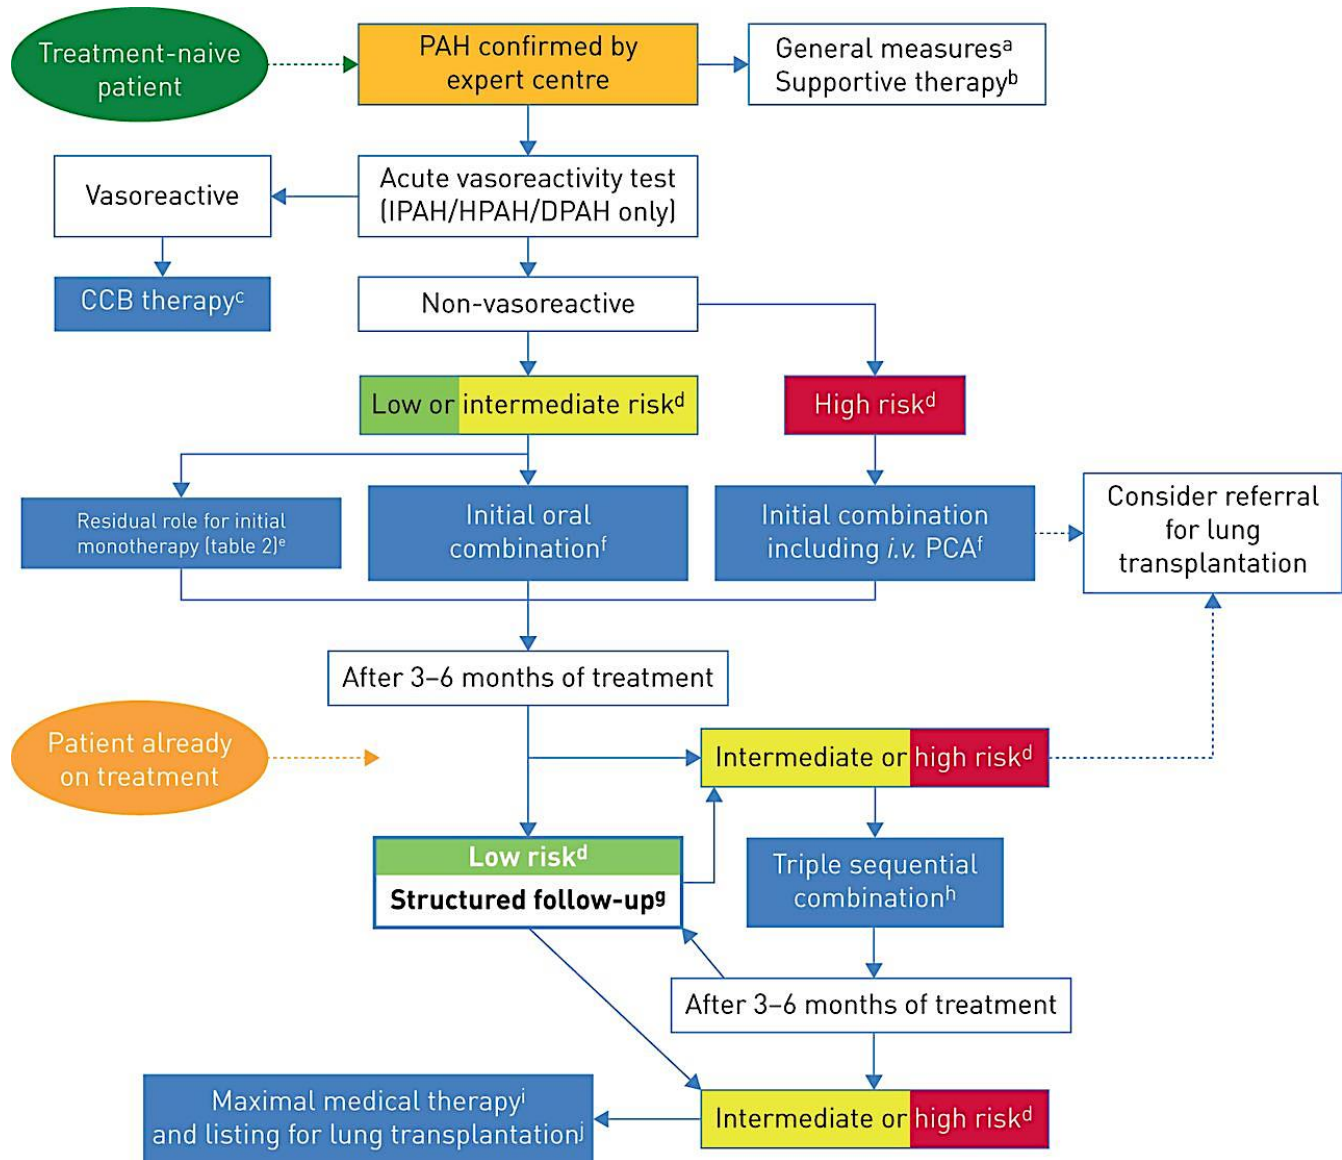 Treatment-naive
patient
PAH confirmed by
expert centre
General measuresᵃ
Supportive therapyᵇ
Vasoreactive
Acute vasoreactivity test
(IPAH/HPAH/DPAH only)
CCB therapyᶜ
Non-vasoreactive
Low or intermediate riskᵈ
High riskᵈ
Residual role for initial
monotherapy (table 2)ᵉ
Initial oral
combinationᶠ
Initial combination
including i.v. PCAᶠ
Consider referral
for lung
transplantation
After 3–6 months of treatment
Patient already
on treatment
Intermediate or high riskᵈ
Low riskᵈ
Structured follow-upᵍ
Triple sequential
combinationʰ
After 3–6 months of treatment
Maximal medical therapyⁱ
and listing for lung transplantationʲ
Intermediate or high riskᵈ